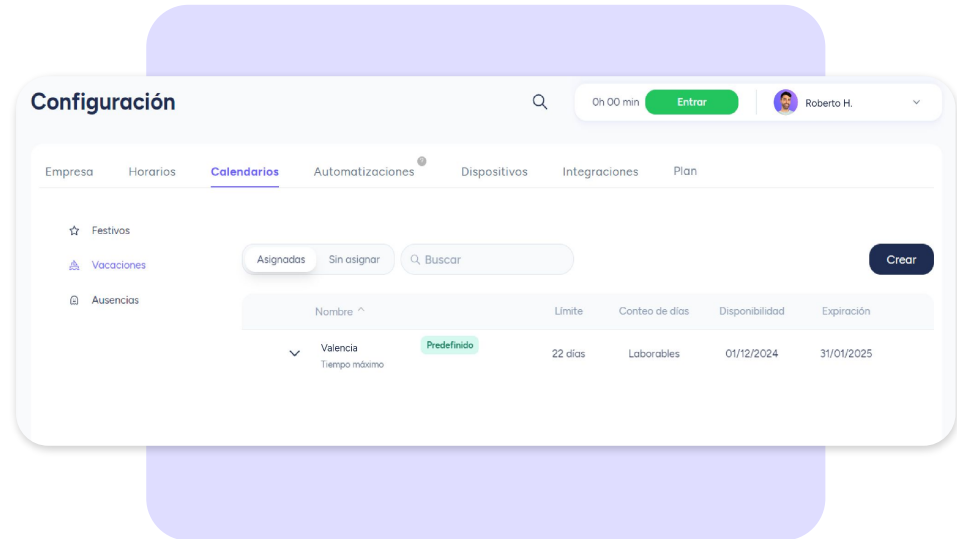 Configuración
0h 00 min Entrar Roberto H.
Empresa Horarios Calendarios Automatizaciones ? Dispositivos Integraciones Plan
Festivos
Vacaciones
Ausencias
Asignadas Sin asignar Buscar Crear
Nombre Límite Conteo de días Disponibilidad Expiración
Valencia Predefinido 22 días Laborables 01/12/2024 31/01/2025
Tiempo máximo